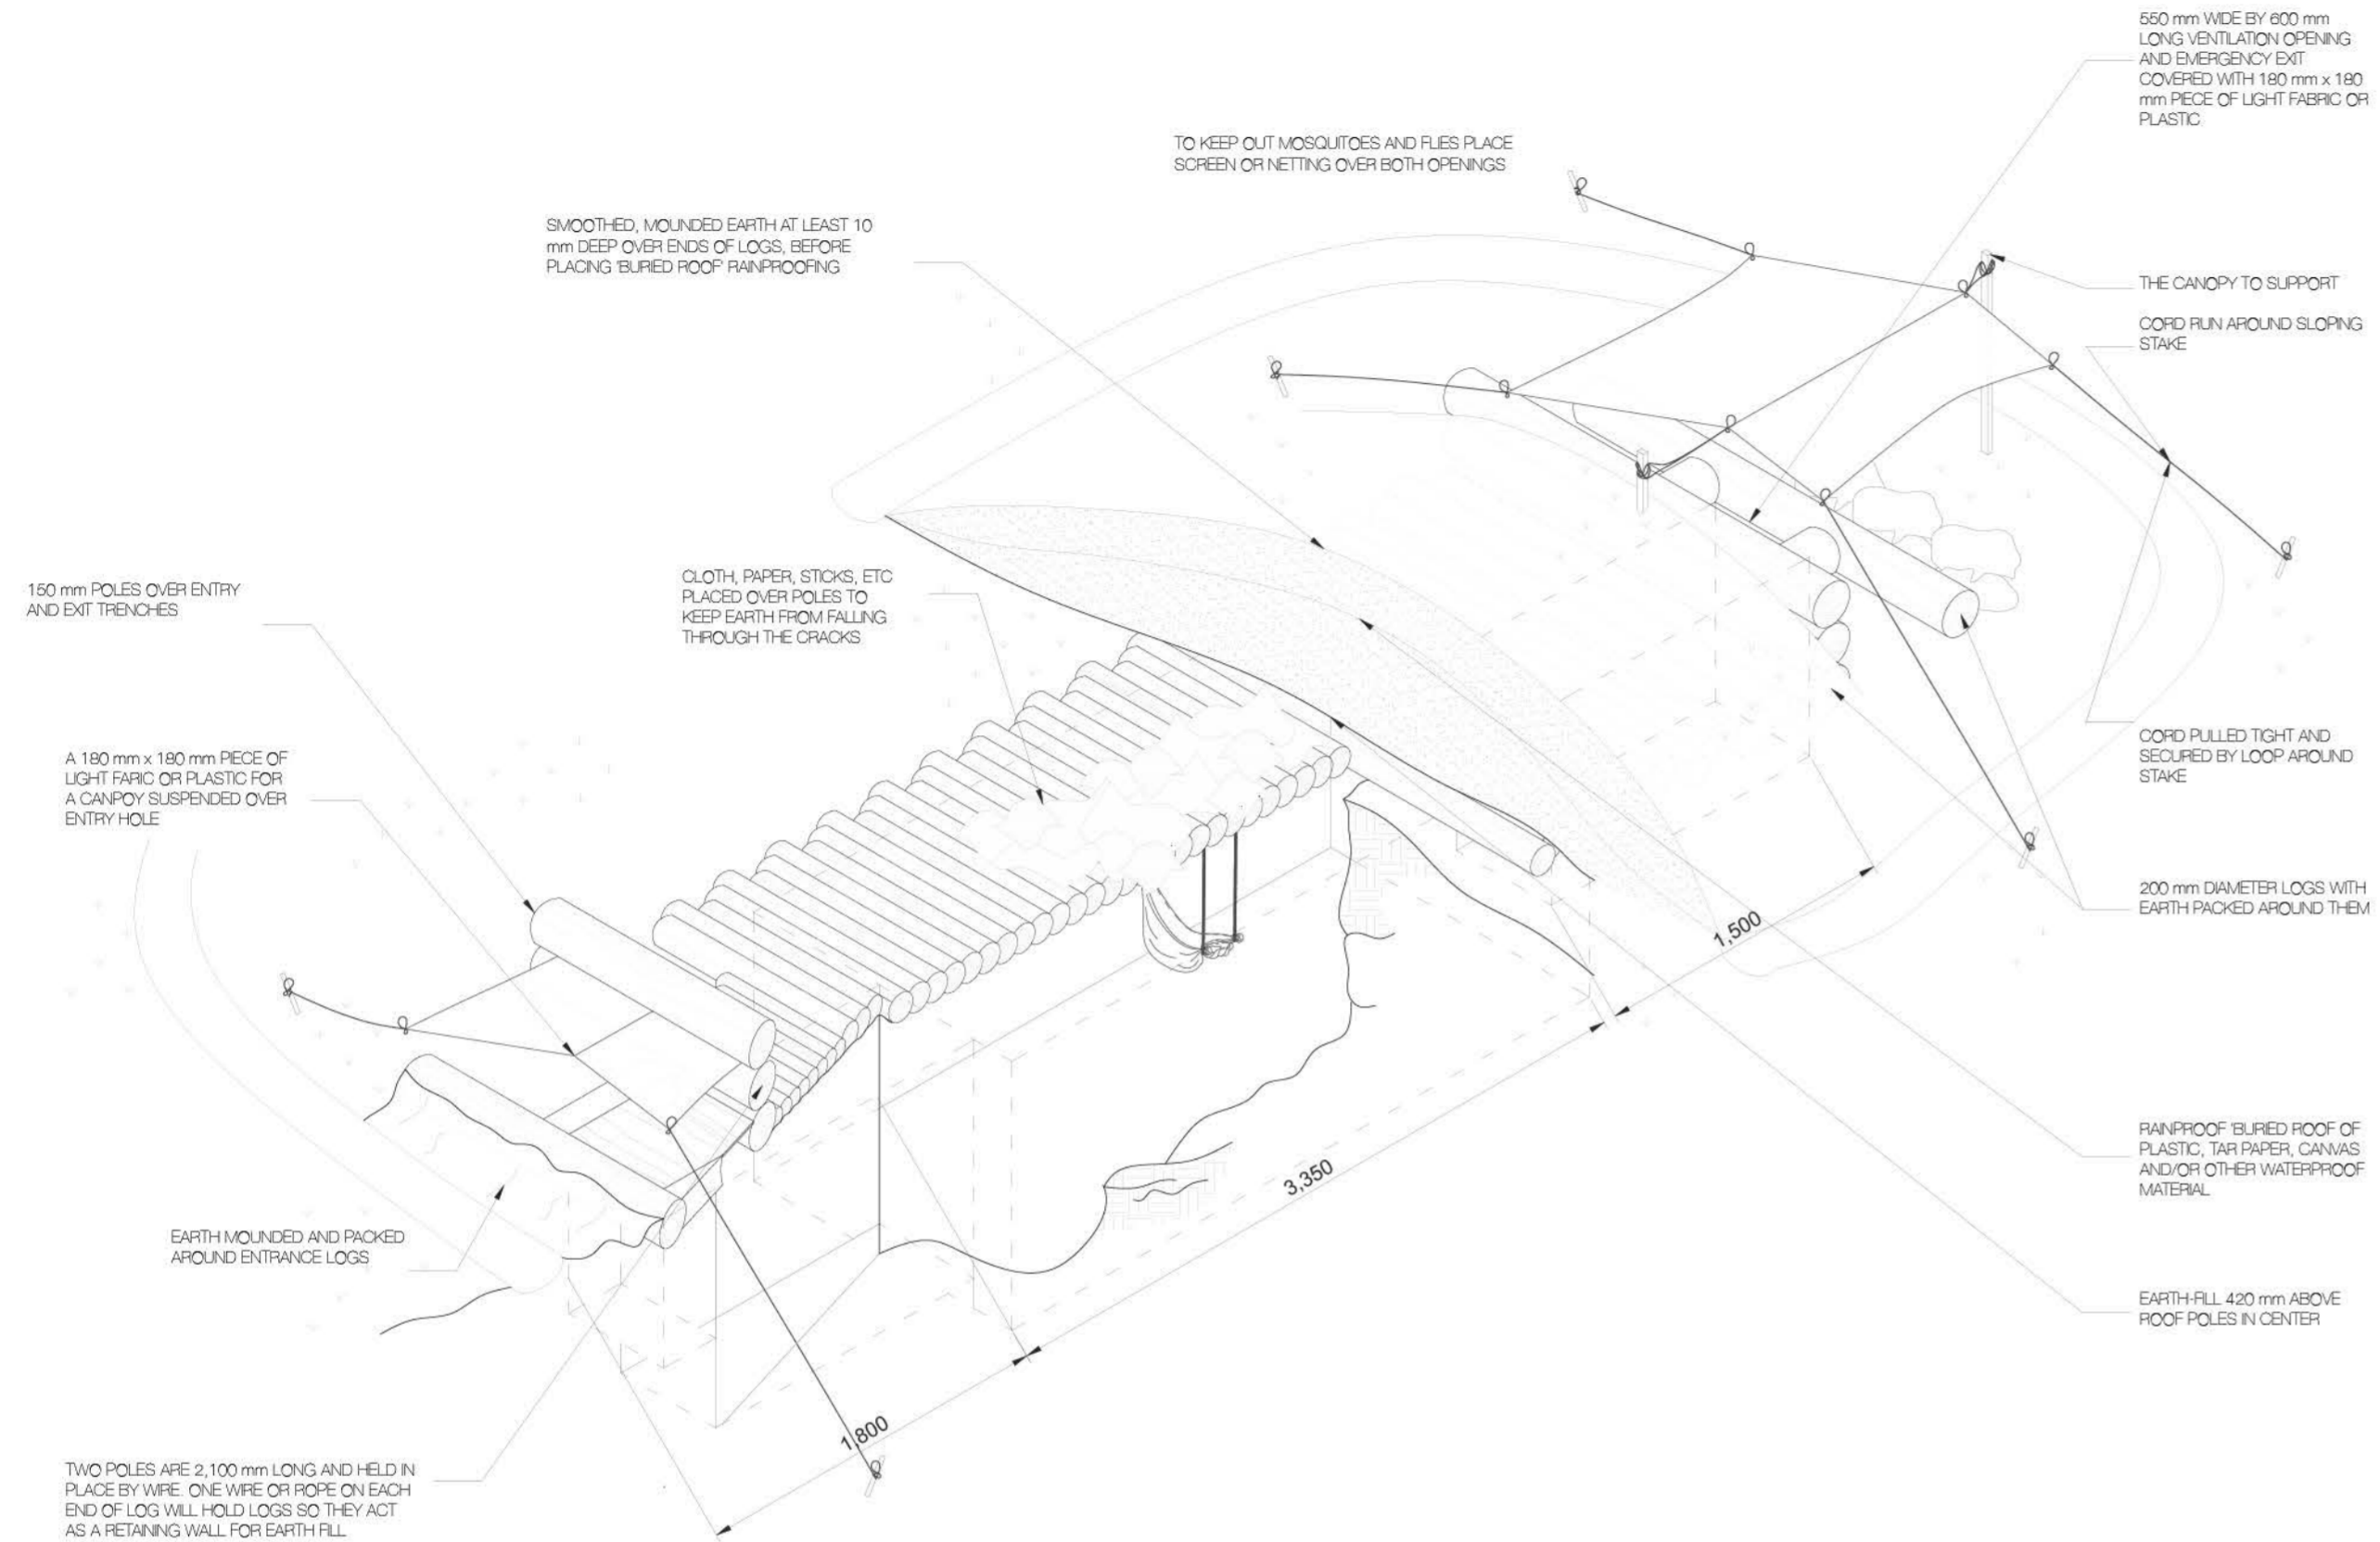 550 mm WIDE BY 600 mm
LONG VENTILATION OPENING
AND EMERGENCY EXIT
COVERED WITH 180 mm x 180
mm PIECE OF LIGHT FABRIC OR
PLASTIC
TO KEEP OUT MOSQUITOES AND FLIES PLACE
SCREEN OR NETTING OVER BOTH OPENINGS
SMOOTHED, MOUNDED EARTH AT LEAST 10
mm DEEP OVER ENDS OF LOGS, BEFORE
PLACING 'BURIED ROOF' RAINPROOFING
THE CANOPY TO SUPPORT
CORD RUN AROUND SLOPING
STAKE
CLOTH, PAPER, STICKS, ETC
PLACED OVER POLES TO
KEEP EARTH FROM FALLING
THROUGH THE CRACKS
150 mm POLES OVER ENTRY
AND EXIT TRENCHES
A 180 mm x 180 mm PIECE OF
LIGHT FARIC OR PLASTIC FOR
A CANPOY SUSPENDED OVER
ENTRY HOLE
CORD PULLED TIGHT AND
SECURED BY LOOP AROUND
STAKE
200 mm DIAMETER LOGS WITH
EARTH PACKED AROUND THEM
1,500
3,350
1,800
RAINPROOF 'BURIED ROOF OF
PLASTIC, TAR PAPER, CANVAS
AND/OR OTHER WATERPROOF
MATERIAL
EARTH MOUNDED AND PACKED
AROUND ENTRANCE LOGS
EARTH-FILL 420 mm ABOVE
ROOF POLES IN CENTER
TWO POLES ARE 2,100 mm LONG AND HELD IN
PLACE BY WIRE. ONE WIRE OR ROPE ON EACH
END OF LOG WILL HOLD LOGS SO THEY ACT
AS A RETAINING WALL FOR EARTH FILL